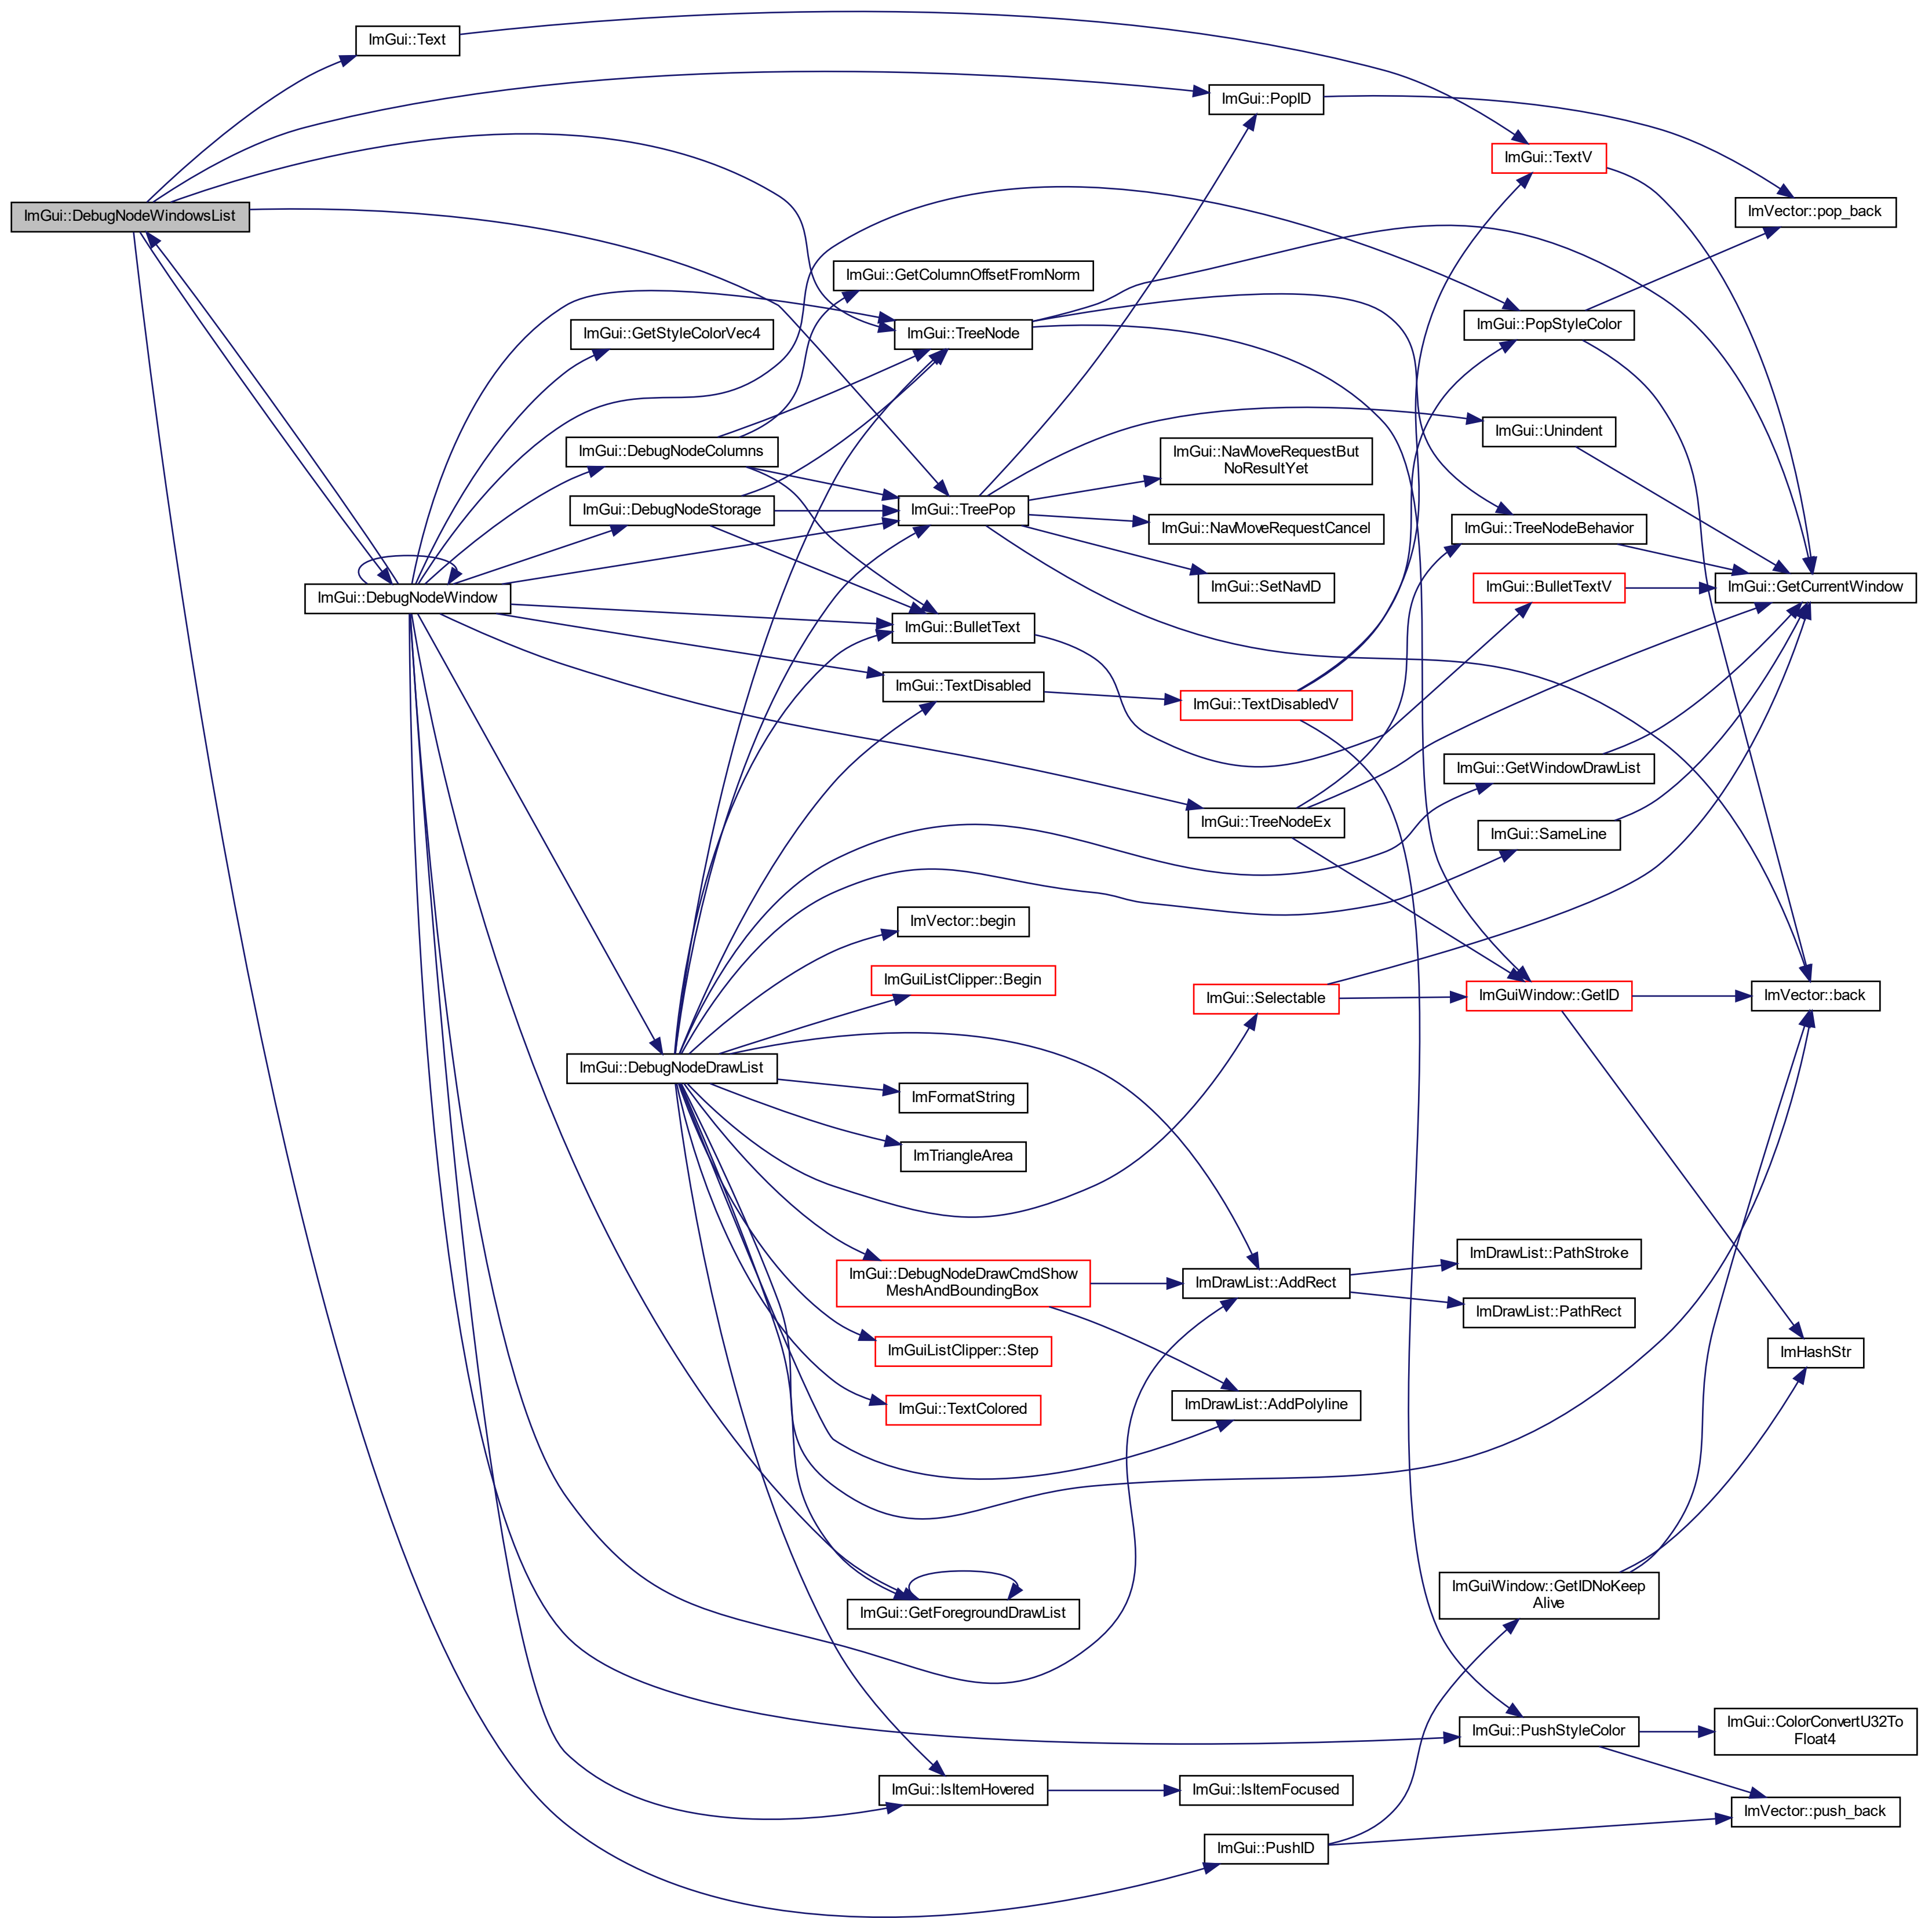 ImGui::Text
ImGui::PopID
ImGui::TextV
ImGui::DebugNodeWindowsList
ImVector::pop_back
ImGui::GetColumnOffsetFromNorm
ImGui::GetStyleColorVec4
ImGui::TreeNode
ImGui::PopStyleColor
ImGui::Unindent
ImGui::DebugNodeColumns
ImGui::NavMoveRequestBut
NoResultYet
ImGui::DebugNodeStorage
ImGui::TreePop
ImGui::NavMoveRequestCancel
ImGui::TreeNodeBehavior
ImGui::SetNavID
ImGui::BulletTextV
ImGui::GetCurrentWindow
ImGui::DebugNodeWindow
ImGui::BulletText
ImGui::TextDisabled
ImGui::TextDisabledV
ImGui::GetWindowDrawList
ImGui::TreeNodeEx
ImGui::SameLine
ImVector::begin
ImGuiListClipper::Begin
ImGui::Selectable
ImGuiWindow::GetID
ImVector::back
ImGui::DebugNodeDrawList
ImFormatString
ImTriangleArea
ImGui::DebugNodeDrawCmdShow
MeshAndBoundingBox
ImDrawList::AddRect
ImDrawList::PathStroke
ImDrawList::PathRect
ImGuiListClipper::Step
ImHashStr
ImGui::TextColored
ImDrawList::AddPolyline
ImGui::GetForegroundDrawList
ImGuiWindow::GetIDNoKeep
Alive
ImGui::PushStyleColor
ImGui::ColorConvertU32To
Float4
ImGui::IsItemHovered
ImGui::IsItemFocused
ImVector::push_back
ImGui::PushID